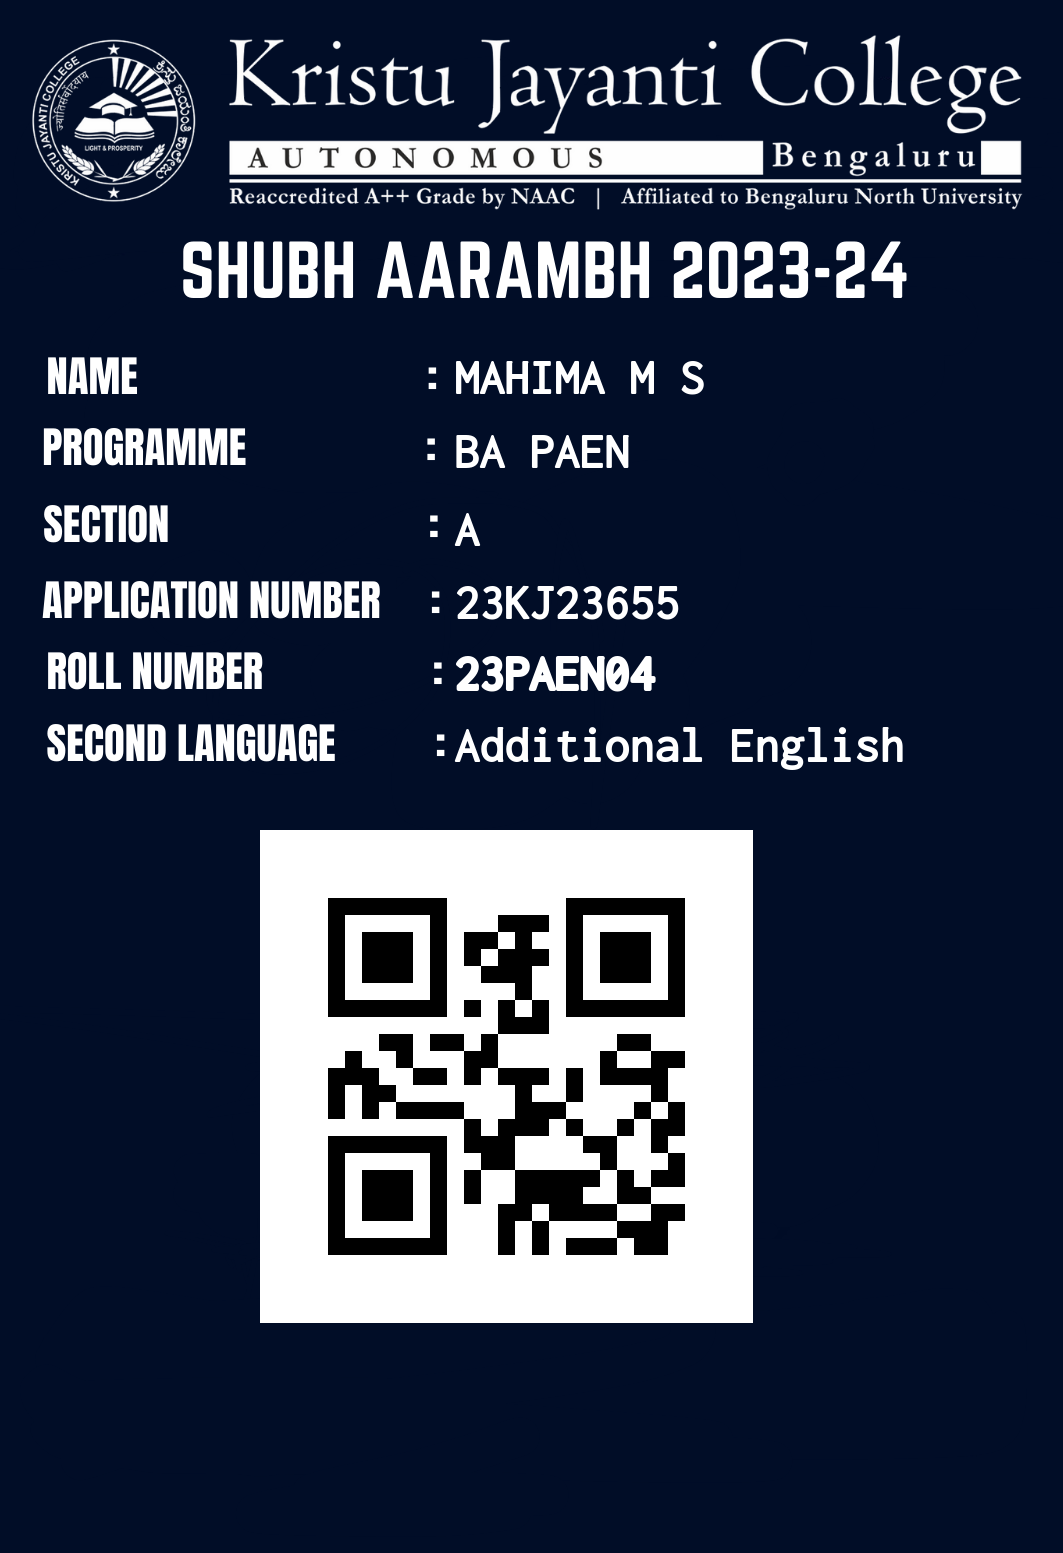 Kristu Jayanti College
AUTONOMOUS Bengaluru
Reaccredited A++ Grade by NAAC | Affiliated to Bengaluru North University
KRISTU JAYANTI COLLEGE
LIGHT & PROSPERITY
SHUBH AARAMBH 2023-24
NAME : MAHIMA M S
PROGRAMME : BA PAEN
SECTION : A
APPLICATION NUMBER : 23KJ23655
ROLL NUMBER : 23PAEN04
SECOND LANGUAGE : Additional English